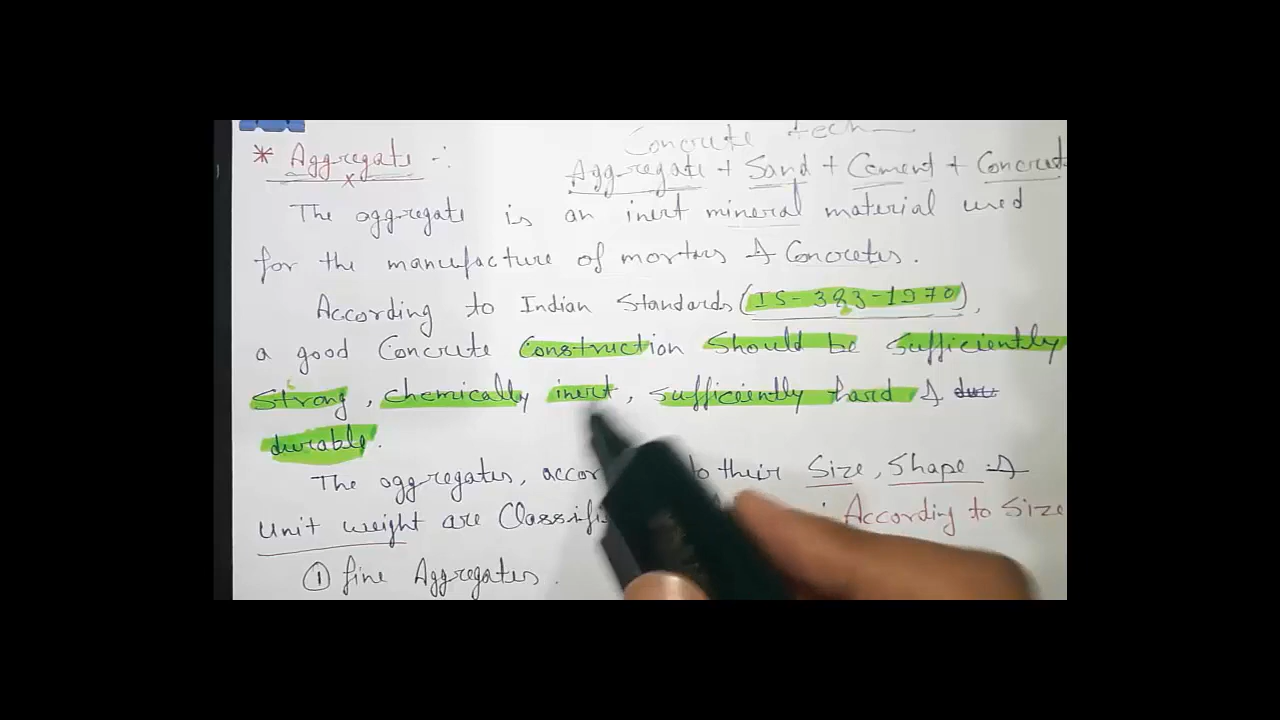 Concrete tech
* Aggregate :-
Aggregate + Sand + Cement + Concrete
The aggregate is an inert mineral material used
for the manufacture of mortars & Concretes.
According to Indian Standards (IS-383-1970),
a good Concrete Construction Should be Sufficiently
Strong, chemically inert, sufficiently hard &
durable.
The aggregates, to their Size, Shape &
Unit weight are
According to Size
① fine Aggregates.